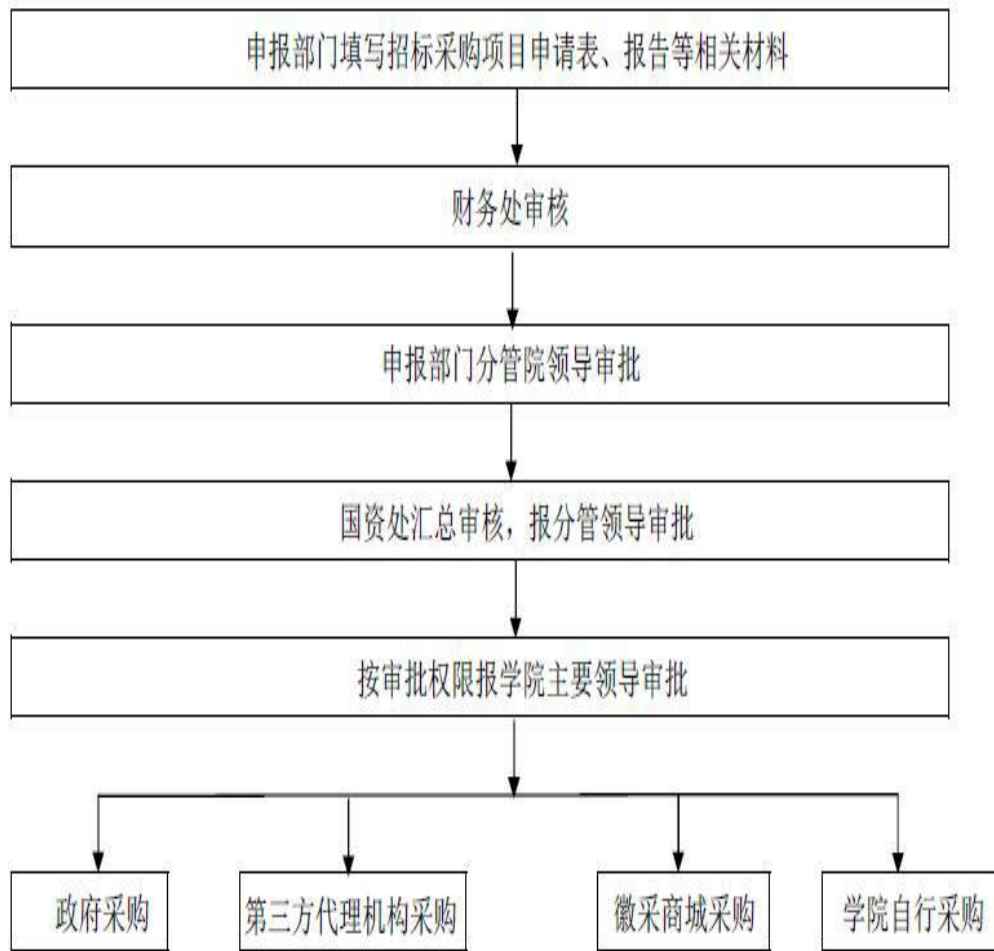 申报部门填写招标采购项目申请表、报告等相关材料
财务处审核
申报部门分管院领导审批
国资处汇总审核，报分管领导审批
按审批权限报学院主要领导审批
政府采购
第三方代理机构采购
徽采商城采购
学院自行采购